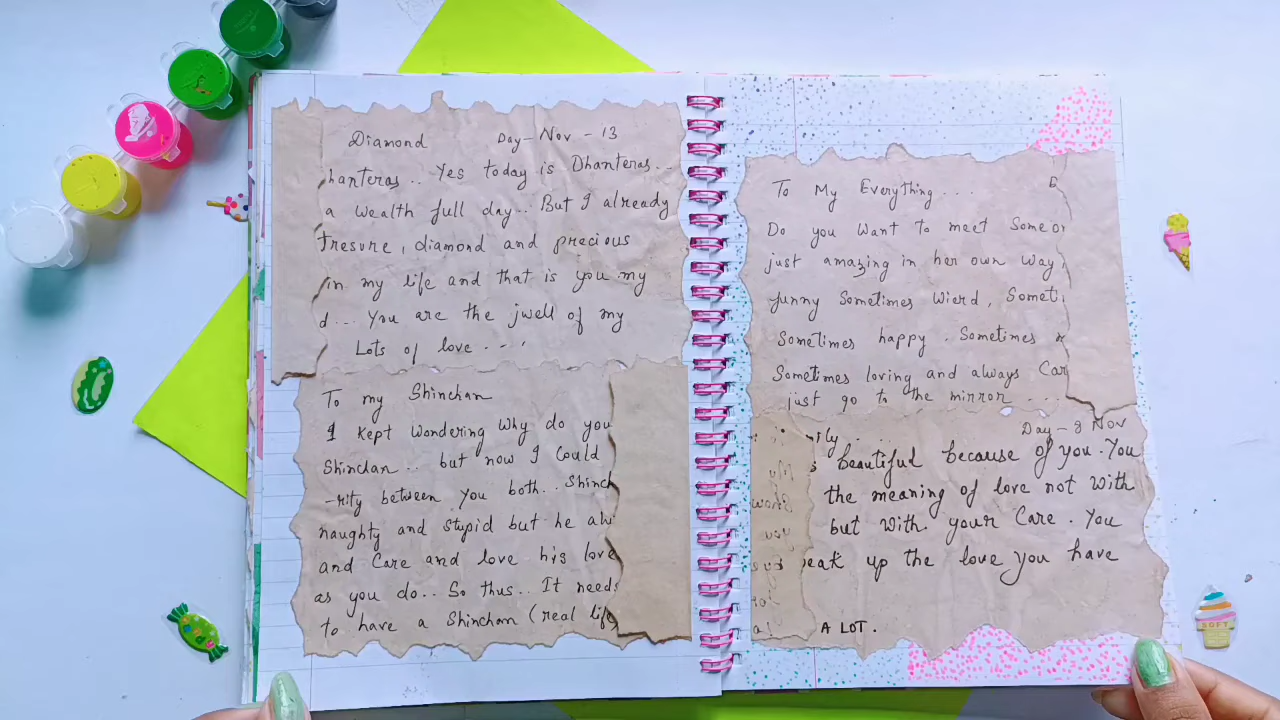 Diamond Day-Nov-13
hanteras.. Yes today is Dhanteras..
a wealth full day.. But I already
Tresure, diamond and precious
in my life and that is you my
d... You are the jwell of my
Lots of love ...
To my Shinchan
I kept wondering why do you
Shinchan.. but now I could
-rity between you both.. Shinch
naughty and stupid but he alw
and care and love his love
as you do.. So thus.. It needs
to have a Shinchan (real life
To My Everything....
Do you want to meet Someo
just amazing in her own way,
funny Sometimes wierd, Someti
Sometimes happy. Sometimes
Sometimes loving and always Car
just go to the mirror ....
Day-8 Nov
beautiful because of you. You
the meaning of love not with
but with your care. You
eak up the love you have
A LOT.
SOFT